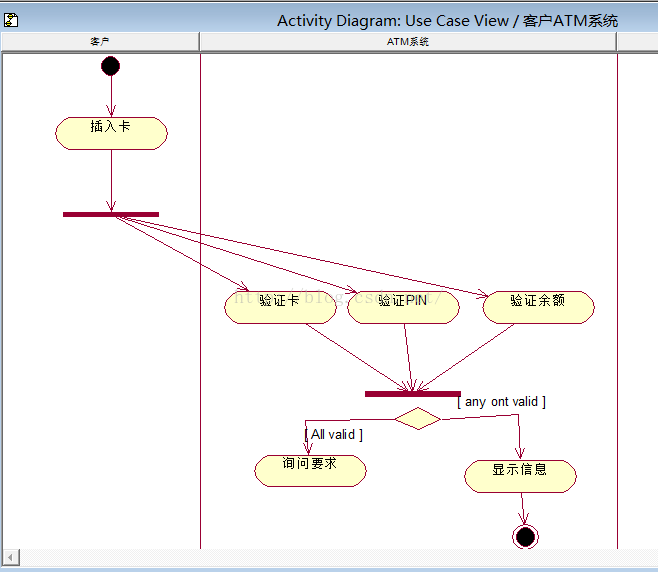 Activity Diagram: Use Case View / 客户ATM系统
客户
ATM系统
插入卡
验证卡
验证PIN
验证余额
[ any ont valid ]
[ All valid ]
询问要求
显示信息